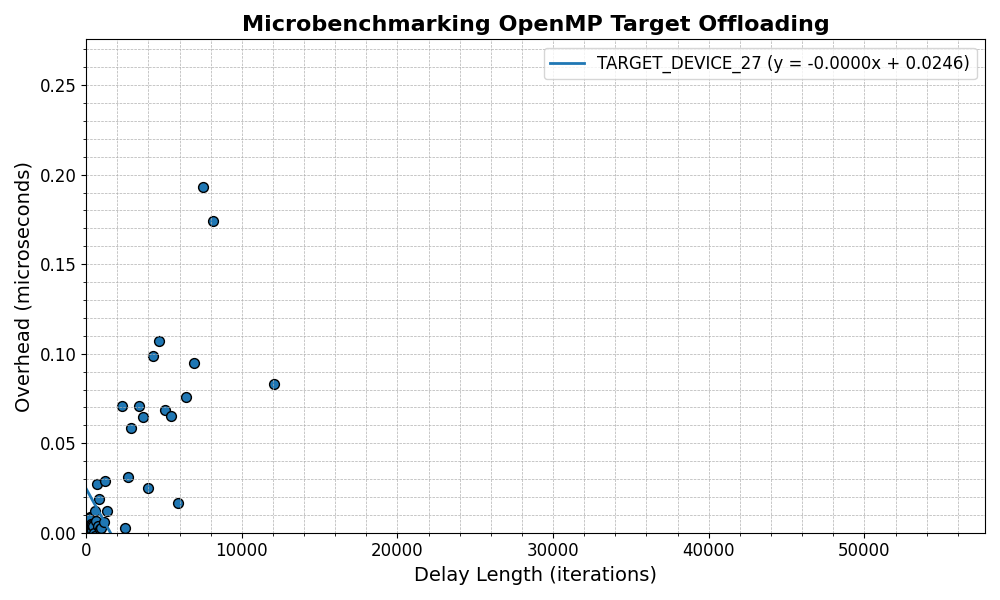 Microbenchmarking OpenMP Target Offloading
TARGET_DEVICE_27 (y = -0.0000x + 0.0246)
Overhead (microseconds)
0.25
0.20
0.15
0.10
0.05
0.00
0 10000 20000 30000 40000 50000
Delay Length (iterations)